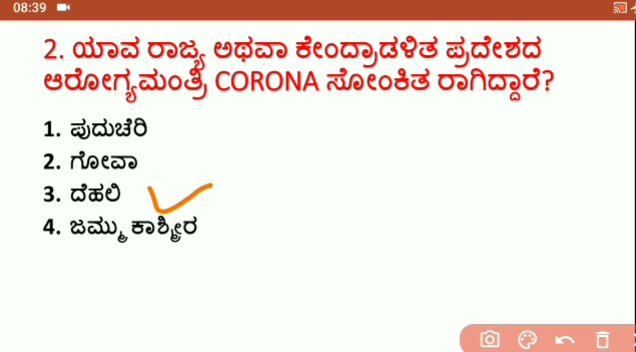 08:39
2. ಯಾವ ರಾಜ್ಯ ಅಥವಾ ಕೇಂದ್ರಾಡಳಿತ ಪ್ರದೇಶದ
ಆರೋಗ್ಯಮಂತ್ರಿ CORONA ಸೋಂಕಿತ ರಾಗಿದ್ದಾರೆ?
1. ಪುದುಚೆರಿ
2. ಗೋವಾ
3. ದೆಹಲಿ
4. ಜಮ್ಮು ಕಾಶ್ಮೀರ